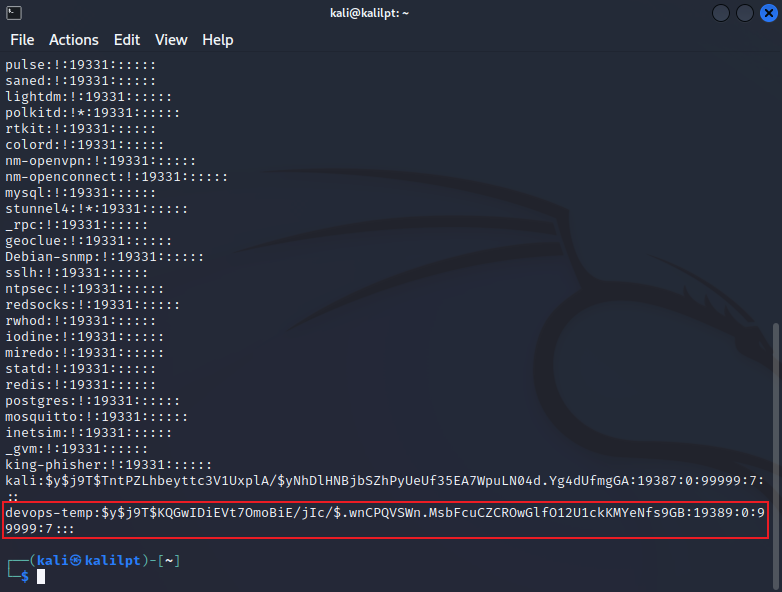 kali@kalilpt: ~
File Actions Edit View Help
pulse:!:19331::::::
saned:!:19331::::::
lightdm:!:19331::::::
polkitd:!*:19331::::::
rtkit:!:19331::::::
colord:!:19331::::::
nm-openvpn:!:19331::::::
nm-openconnect:!:19331::::::
mysql:!:19331::::::
stunnel4:!*:19331::::::
_rpc:!:19331::::::
geoclue:!:19331::::::
Debian-snmp:!:19331::::::
sslh:!:19331::::::
ntpsec:!:19331::::::
redsocks:!:19331::::::
rwhod:!:19331::::::
iodine:!:19331::::::
miredo:!:19331::::::
statd:!:19331::::::
redis:!:19331::::::
postgres:!:19331::::::
mosquitto:!:19331::::::
inetsim:!:19331::::::
_gvm:!:19331::::::
king-phisher:!:19331::::::
kali:$y$j9T$TntPZLhbeyttc3V1UxplA/$yNhDlHNBjbSZhPyUeUf35EA7WpuLN04d.Yg4dUfmgGA:19387:0:99999:7:
::
devops-temp:$y$j9T$KQGwIDiEVt7OmoBiE/jIc/$.wnCPQVSWn.MsbFcuCZCROwGlfO12U1ckKMYeNfs9GB:19389:0:9
9999:7:::
┌──(kali㉿kalilpt)-[~]
└─$